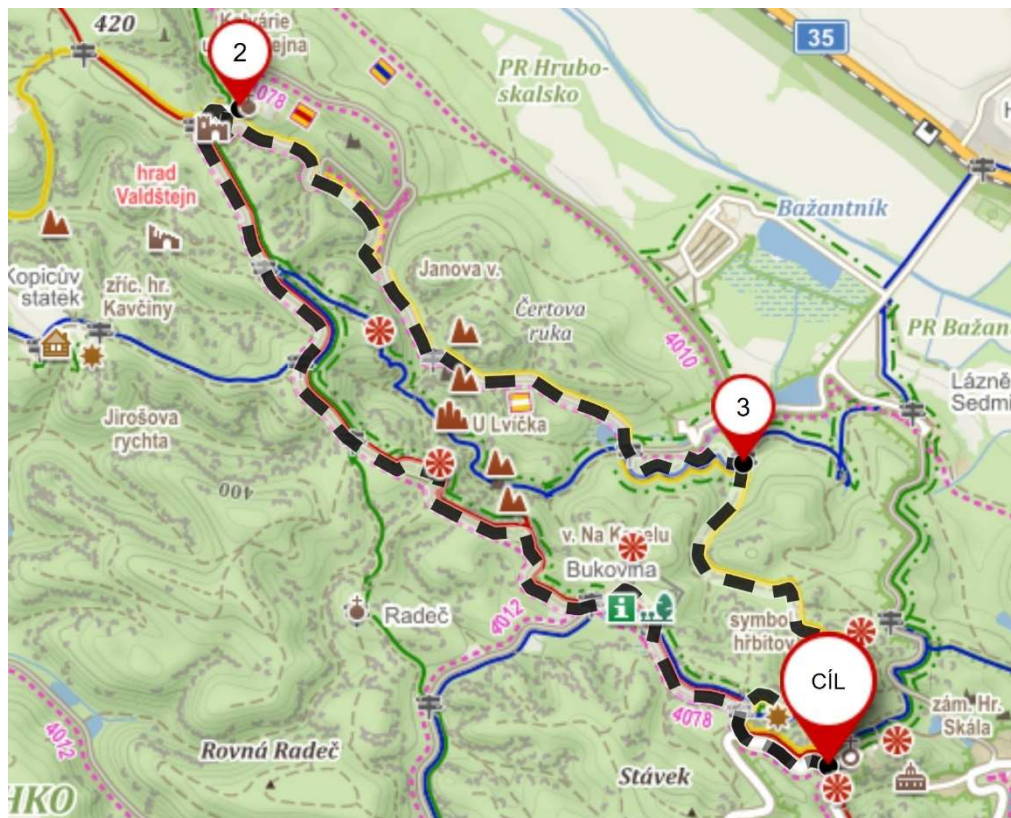 420
2
35
PR Hrubo-
skalsko
hrad
Valdštejn
Bažantník
Kopicův
statek
zříc. hr.
Kavčiny
Janova v.
Čertova
ruka
4010
PR Bažan
Lázně
Sedmi
3
Jirošova
rychta
U Lvíčka
400
Bukovina
Radeč
4012
symbo
hřbitov
CÍL
4078
zám. Hr.
Skála
Rovná Radeč
Stávek
4012
HKO